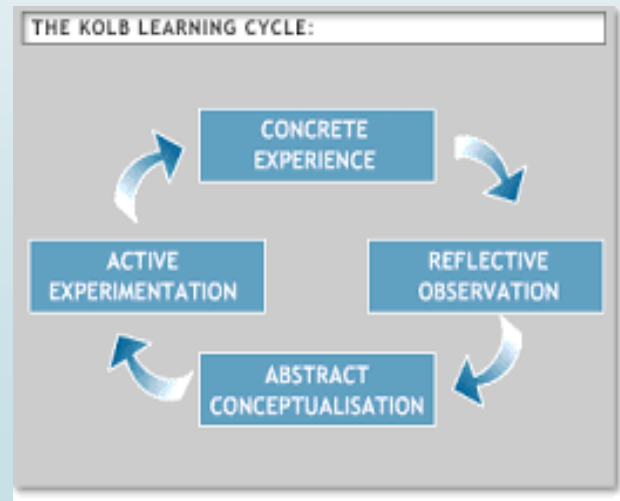 THE KOLB LEARNING CYCLE:
CONCRETE
EXPERIENCE
REFLECTIVE
OBSERVATION
ABSTRACT
CONCEPTUALISATION
ACTIVE
EXPERIMENTATION